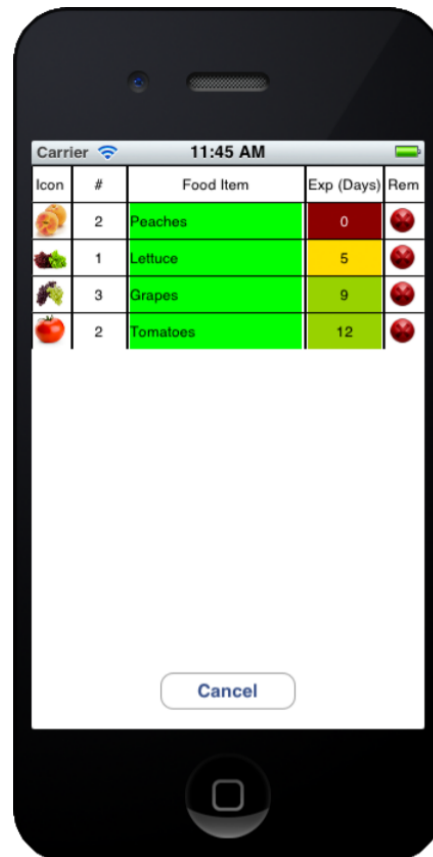 Carrier 11:45 AM
Icon # Food Item Exp (Days) Rem
2 Peaches 0
1 Lettuce 5
3 Grapes 9
2 Tomatoes 12
Cancel